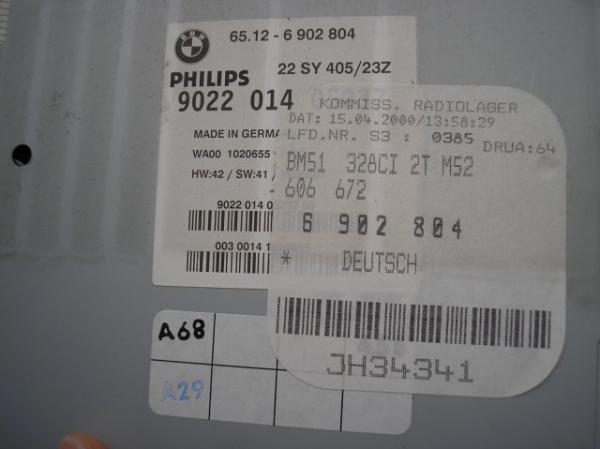 BMW
65.12 - 6 902 804
PHILIPS
22 SY 405/23Z
9022 014
KOMMISS. RADIOLAGER
DAT: 15.04.2000/13:58:29
MADE IN GERMA
LFD.NR. S3 : 0385 DRUA:64
WA00 1020655
BM51 328CI 2T M52
HW:42 / SW:41 /
606 672
9022 014 0
6 902 804
003 0014 1
* DEUTSCH
A68
JH34341
A29